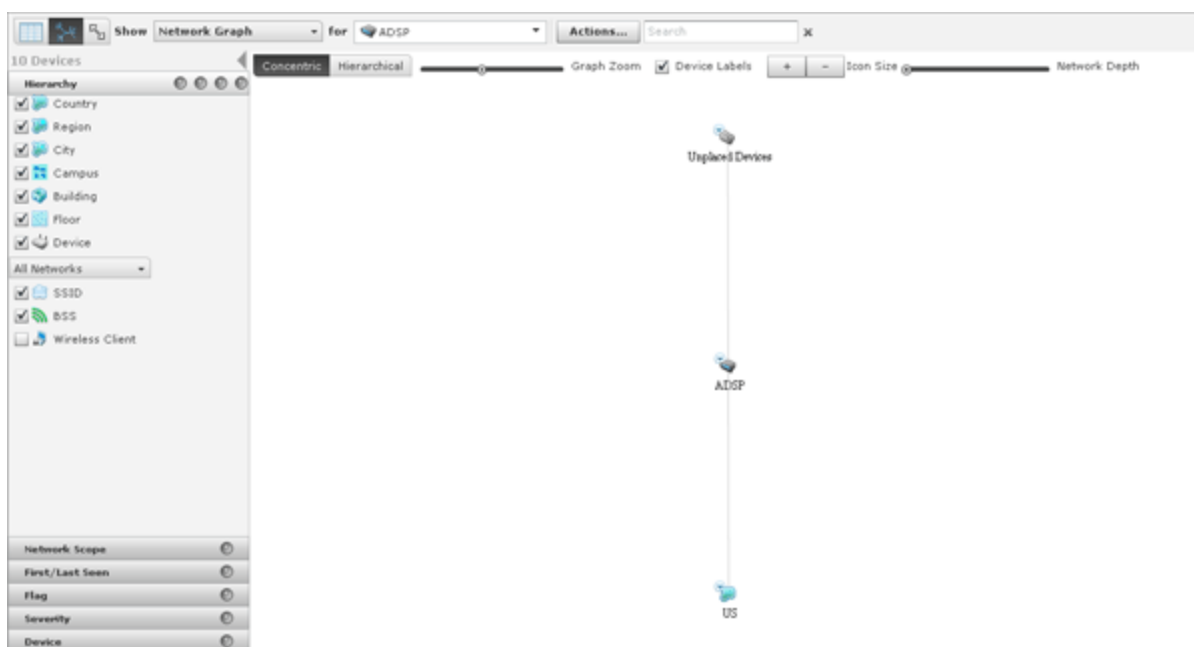 Show Network Graph for ADSP Actions... Search x
10 Devices
Concentric Hierarchical Graph Zoom Device Labels + - Icon Size Network Depth
Hierarchy
Country
Region
City
Campus
Building
Floor
Device
All Networks
SSID
BSS
Wireless Client
Unplaced Devices
ADSP
US
Network Scope
First/Last Seen
Flag
Severity
Device